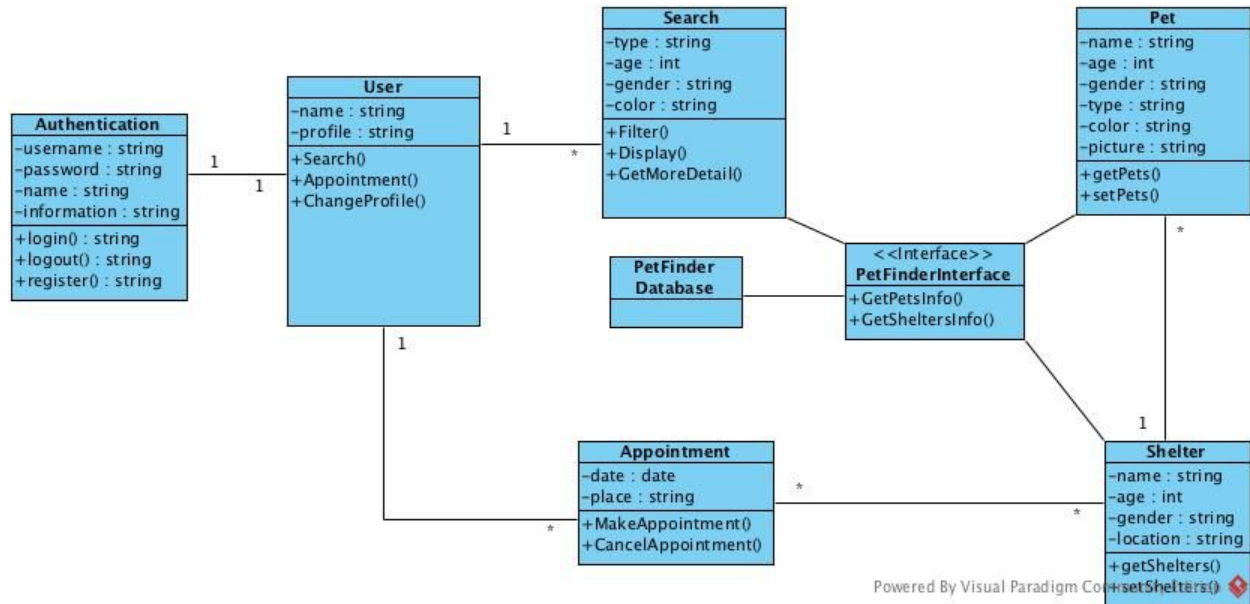 Authentication
-username : string
-password : string
-name : string
-information : string
+login() : string
+logout() : string
+register() : string
1
1
User
-name : string
-profile : string
+Search()
+Appointment()
+ChangeProfile()
1
*
Search
-type : string
-age : int
-gender : string
-color : string
+Filter()
+Display()
+GetMoreDetail()
Pet
-name : string
-age : int
-gender : string
-type : string
-color : string
-picture : string
+getPets()
+setPets()
PetFinder
Database
<<Interface>>
PetFinderInterface
+GetPetsInfo()
+GetSheltersInfo()
*
1
1
*
Appointment
-date : date
-place : string
+MakeAppointment()
+CancelAppointment()
*
*
Shelter
-name : string
-age : int
-gender : string
-location : string
+getShelters()
+setShelters()
Powered By Visual Paradigm Community Edition